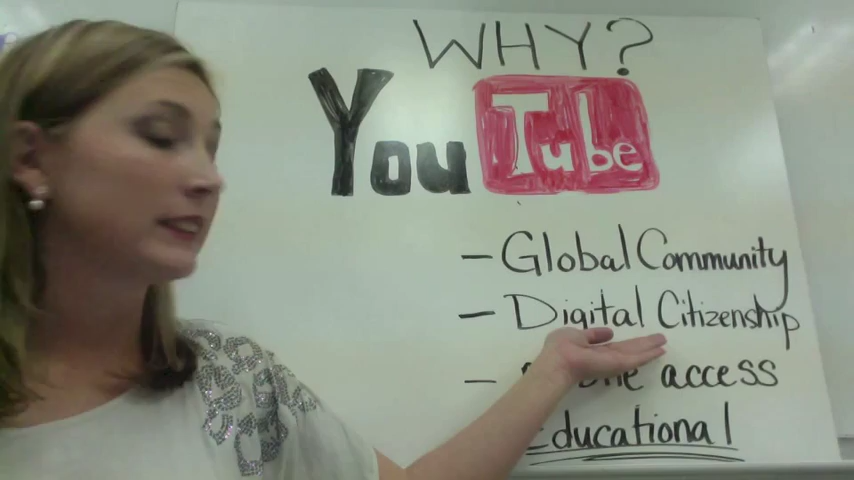 WHY?
YouTube
- Global Community
- Digital Citizenship
- access
Educational